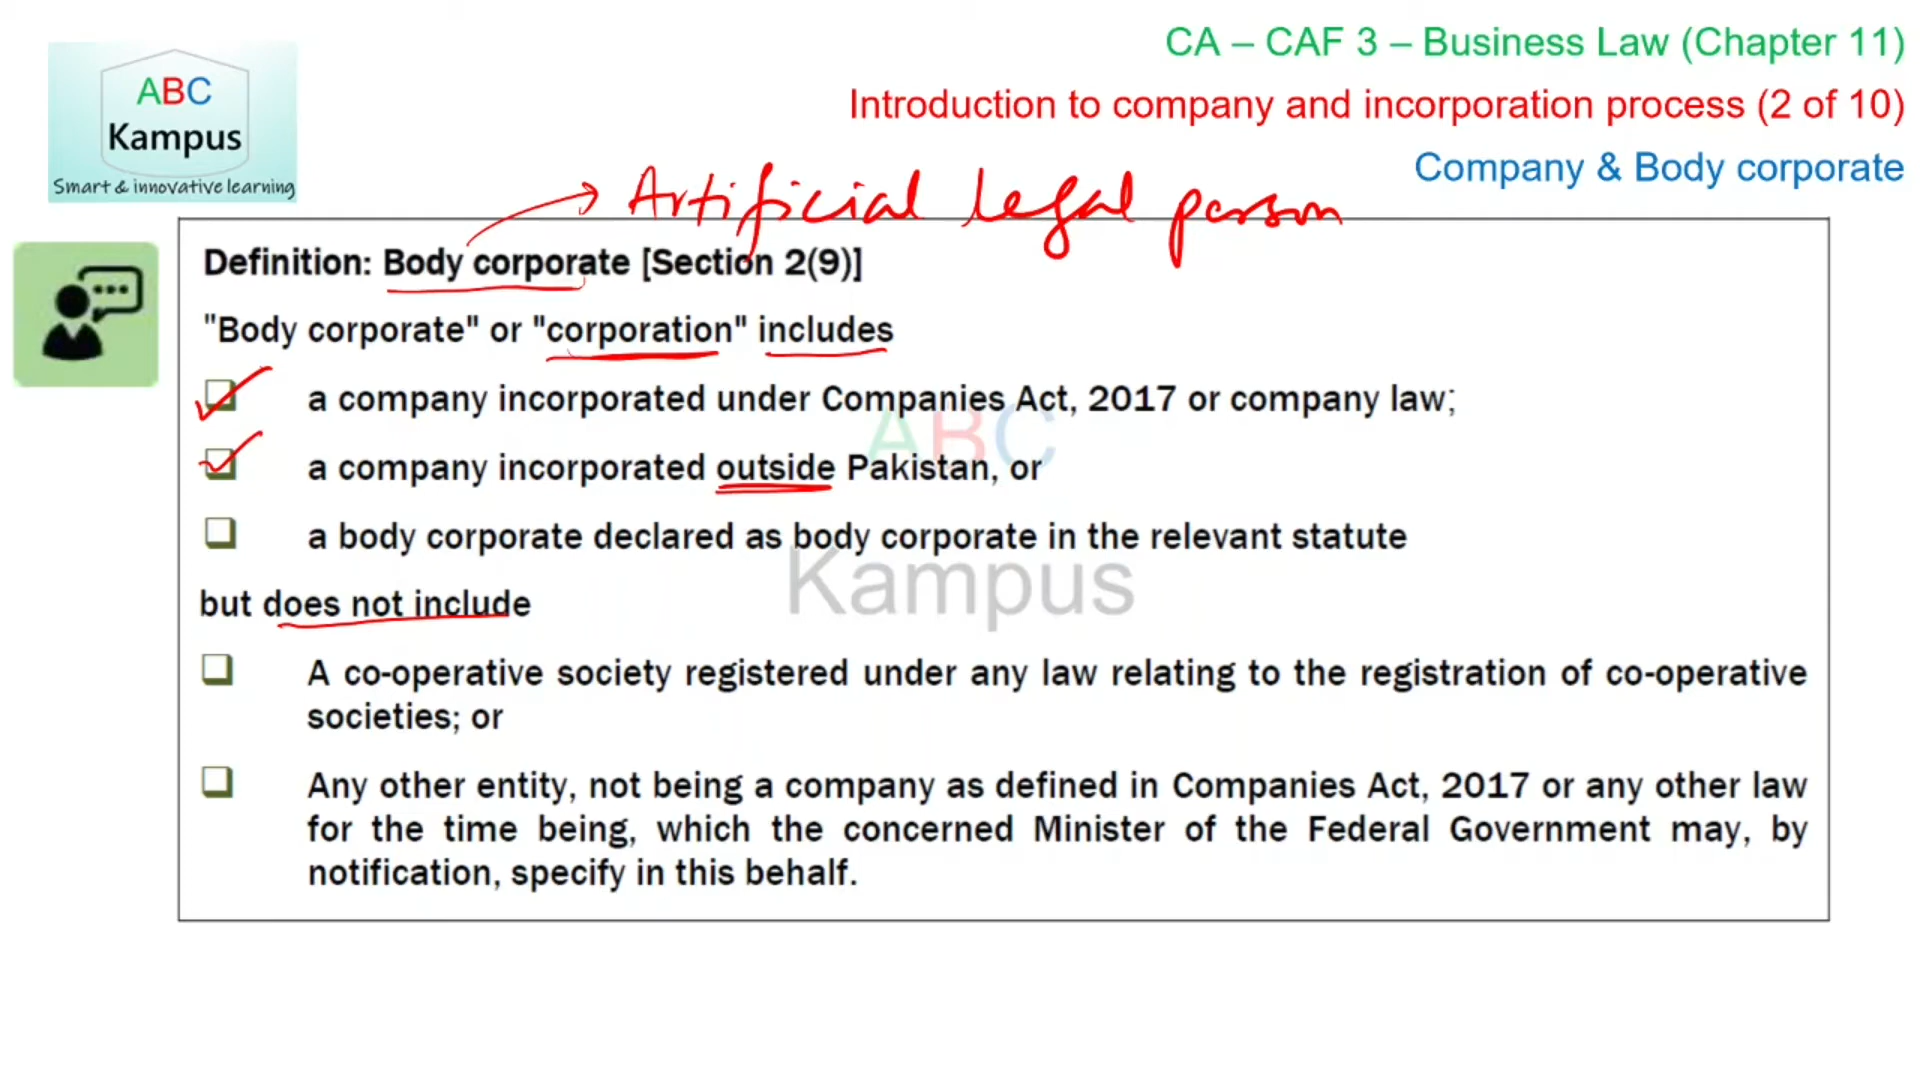 ABC
Kampus
Smart & innovative learning
CA – CAF 3 – Business Law (Chapter 11)
Introduction to company and incorporation process (2 of 10)
Company & Body corporate
Artificial legal person
Definition: Body corporate [Section 2(9)]
"Body corporate" or "corporation" includes
a company incorporated under Companies Act, 2017 or company law;
a company incorporated outside Pakistan, or
a body corporate declared as body corporate in the relevant statute
but does not include
A co-operative society registered under any law relating to the registration of co-operative
societies; or
Any other entity, not being a company as defined in Companies Act, 2017 or any other law
for the time being, which the concerned Minister of the Federal Government may, by
notification, specify in this behalf.
ABC
Kampus